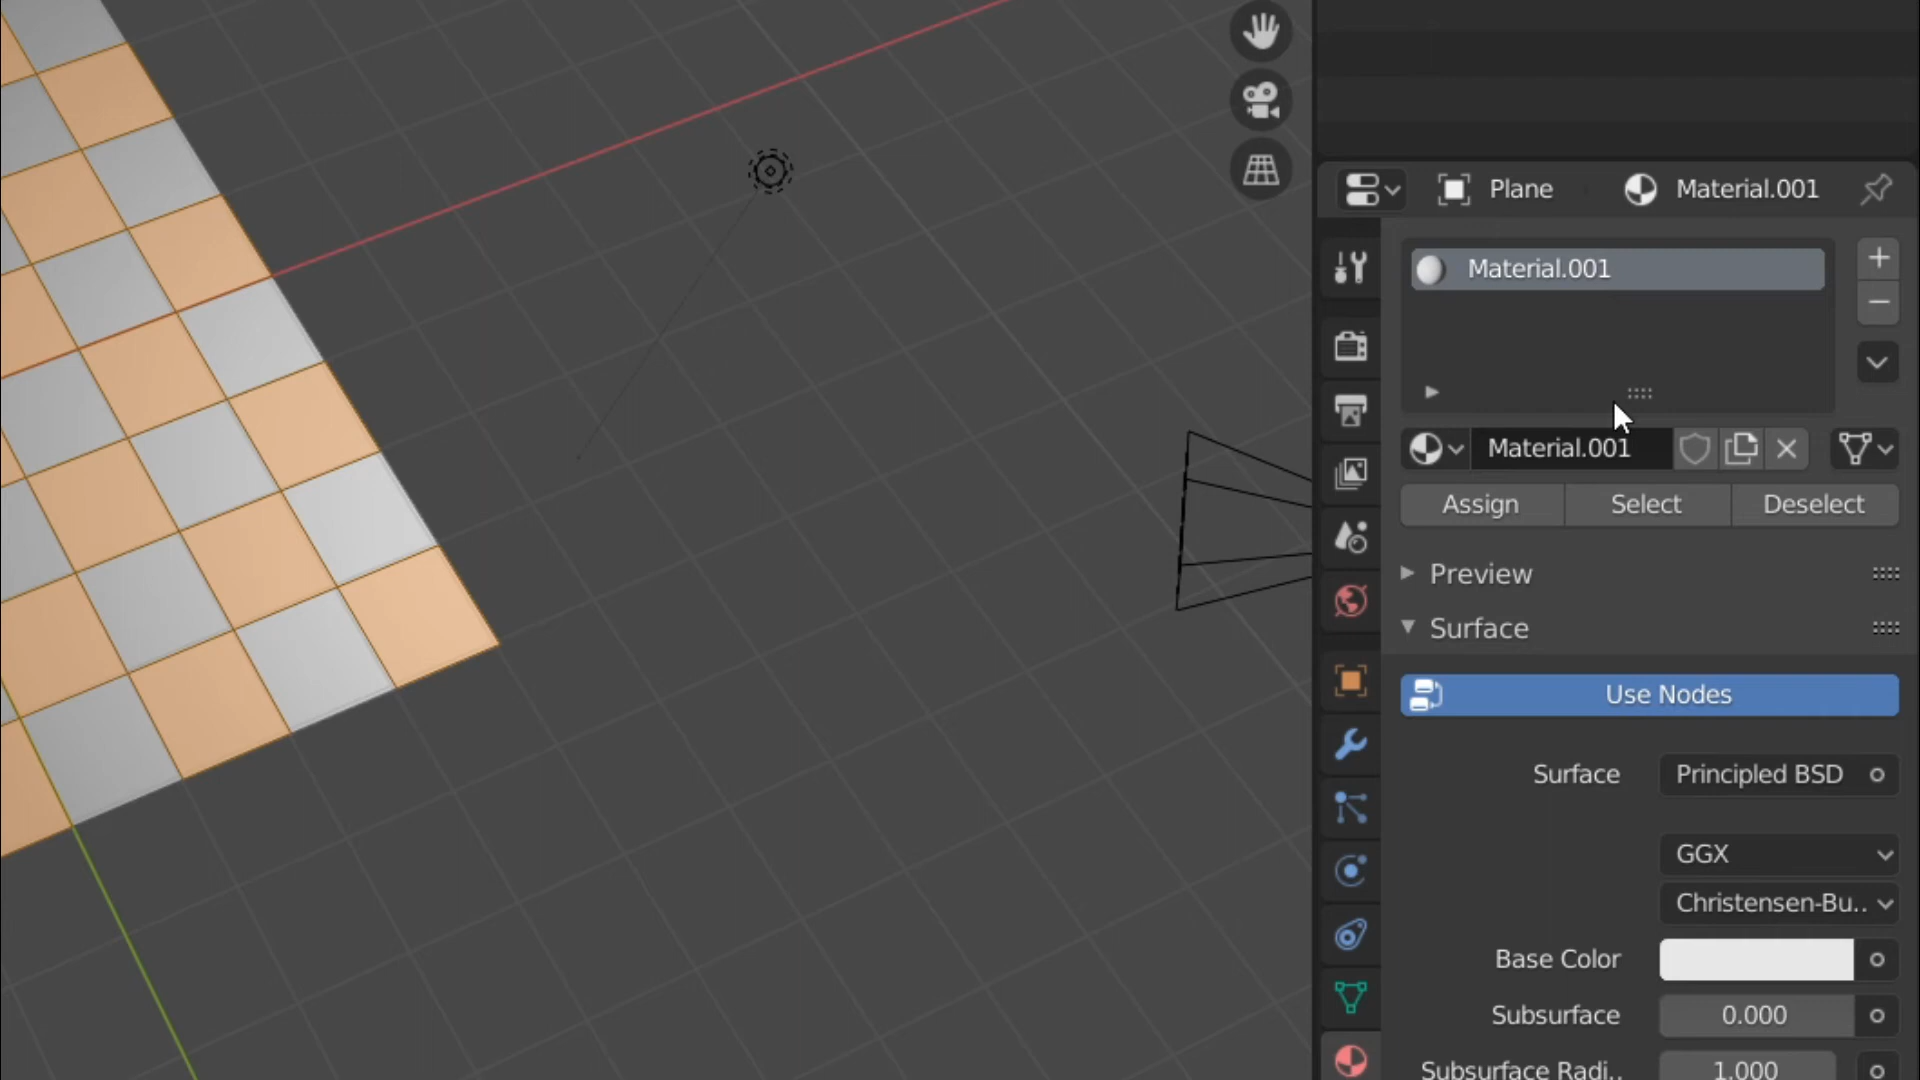 Plane Material.001
Material.001
Material.001
Assign Select Deselect
Preview
Surface
Use Nodes
Surface Principled BSD
GGX
Christensen-Bu..
Base Color
Subsurface 0.000
Subsurface Radi.. 1.000